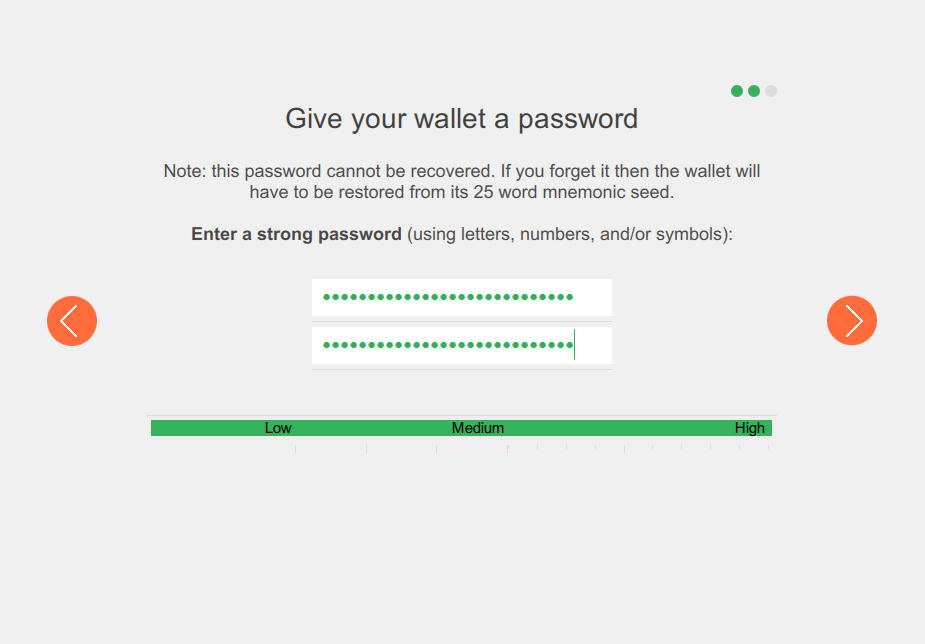 Give your wallet a password
Note: this password cannot be recovered. If you forget it then the wallet will
have to be restored from its 25 word mnemonic seed.
Enter a strong password (using letters, numbers, and/or symbols):
Low Medium High